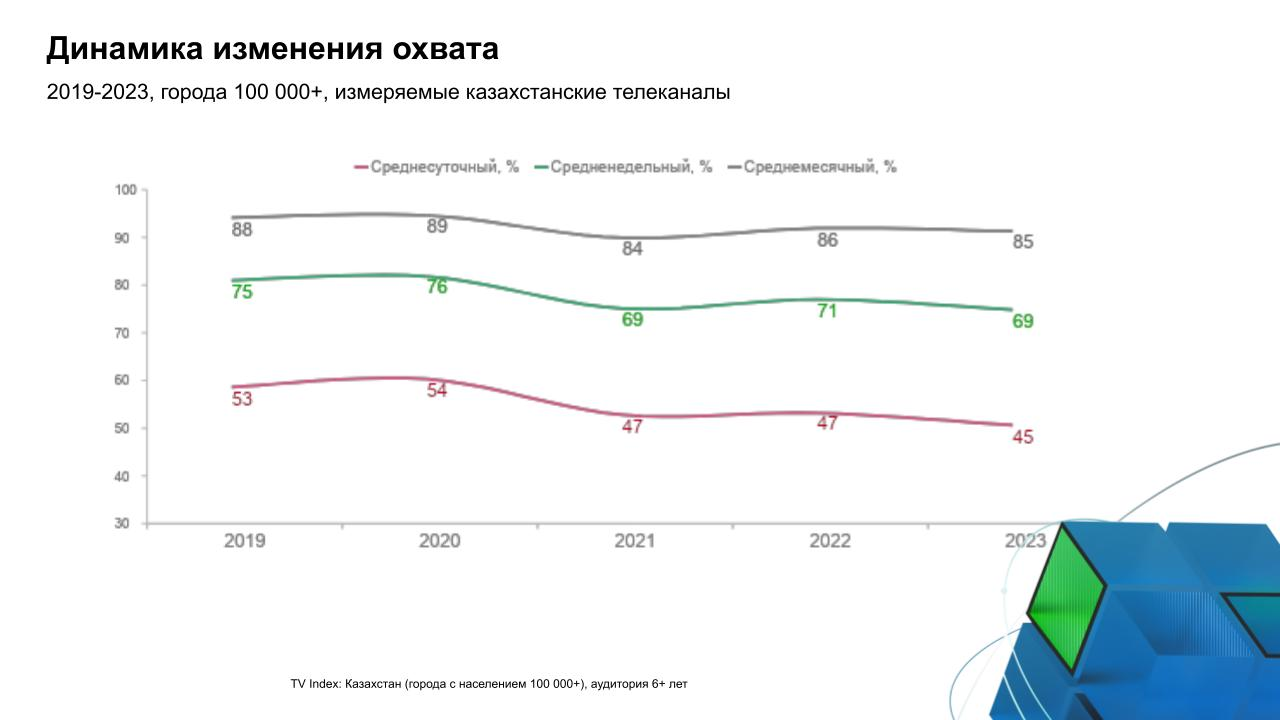 Динамика изменения охвата
2019-2023, города 100 000+, измеряемые казахстанские телеканалы
Среднесуточный, % Средненедельный, % Среднемесячный, %
100
90
80
70
60
50
40
30
88 89 84 86 85
75 76 69 71 69
53 54 47 47 45
2019 2020 2021 2022 2023
TV Index: Казахстан (города с населением 100 000+), аудитория 6+ лет